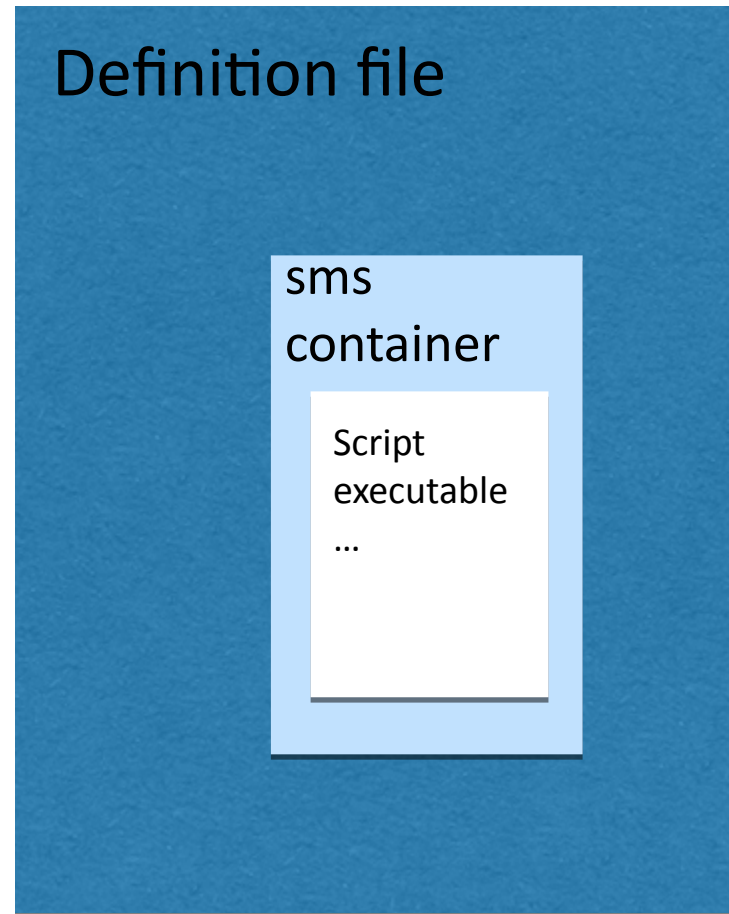 Definition file
sms
container
Script
executable
...